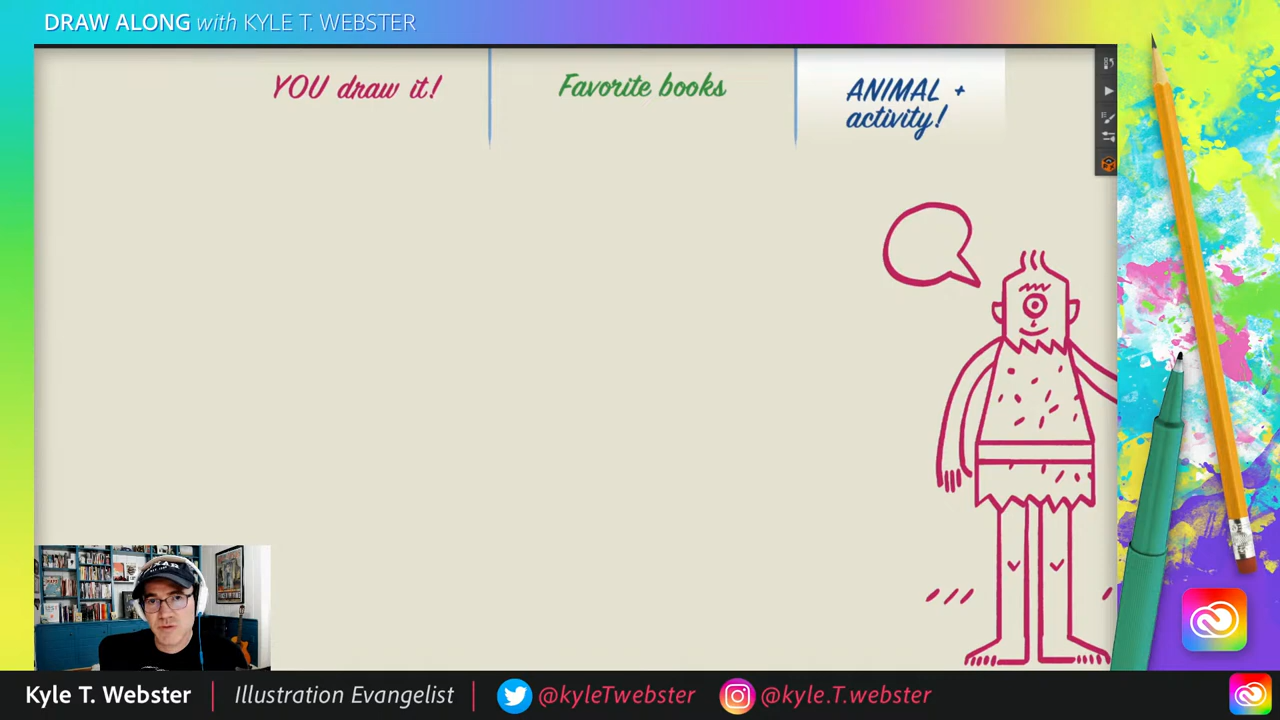 DRAW ALONG with KYLE T. WEBSTER
YOU draw it!
Favorite books
ANIMAL +
activity!
Kyle T. Webster | Illustration Evangelist | @kyleTwebster @kyle.T.webster